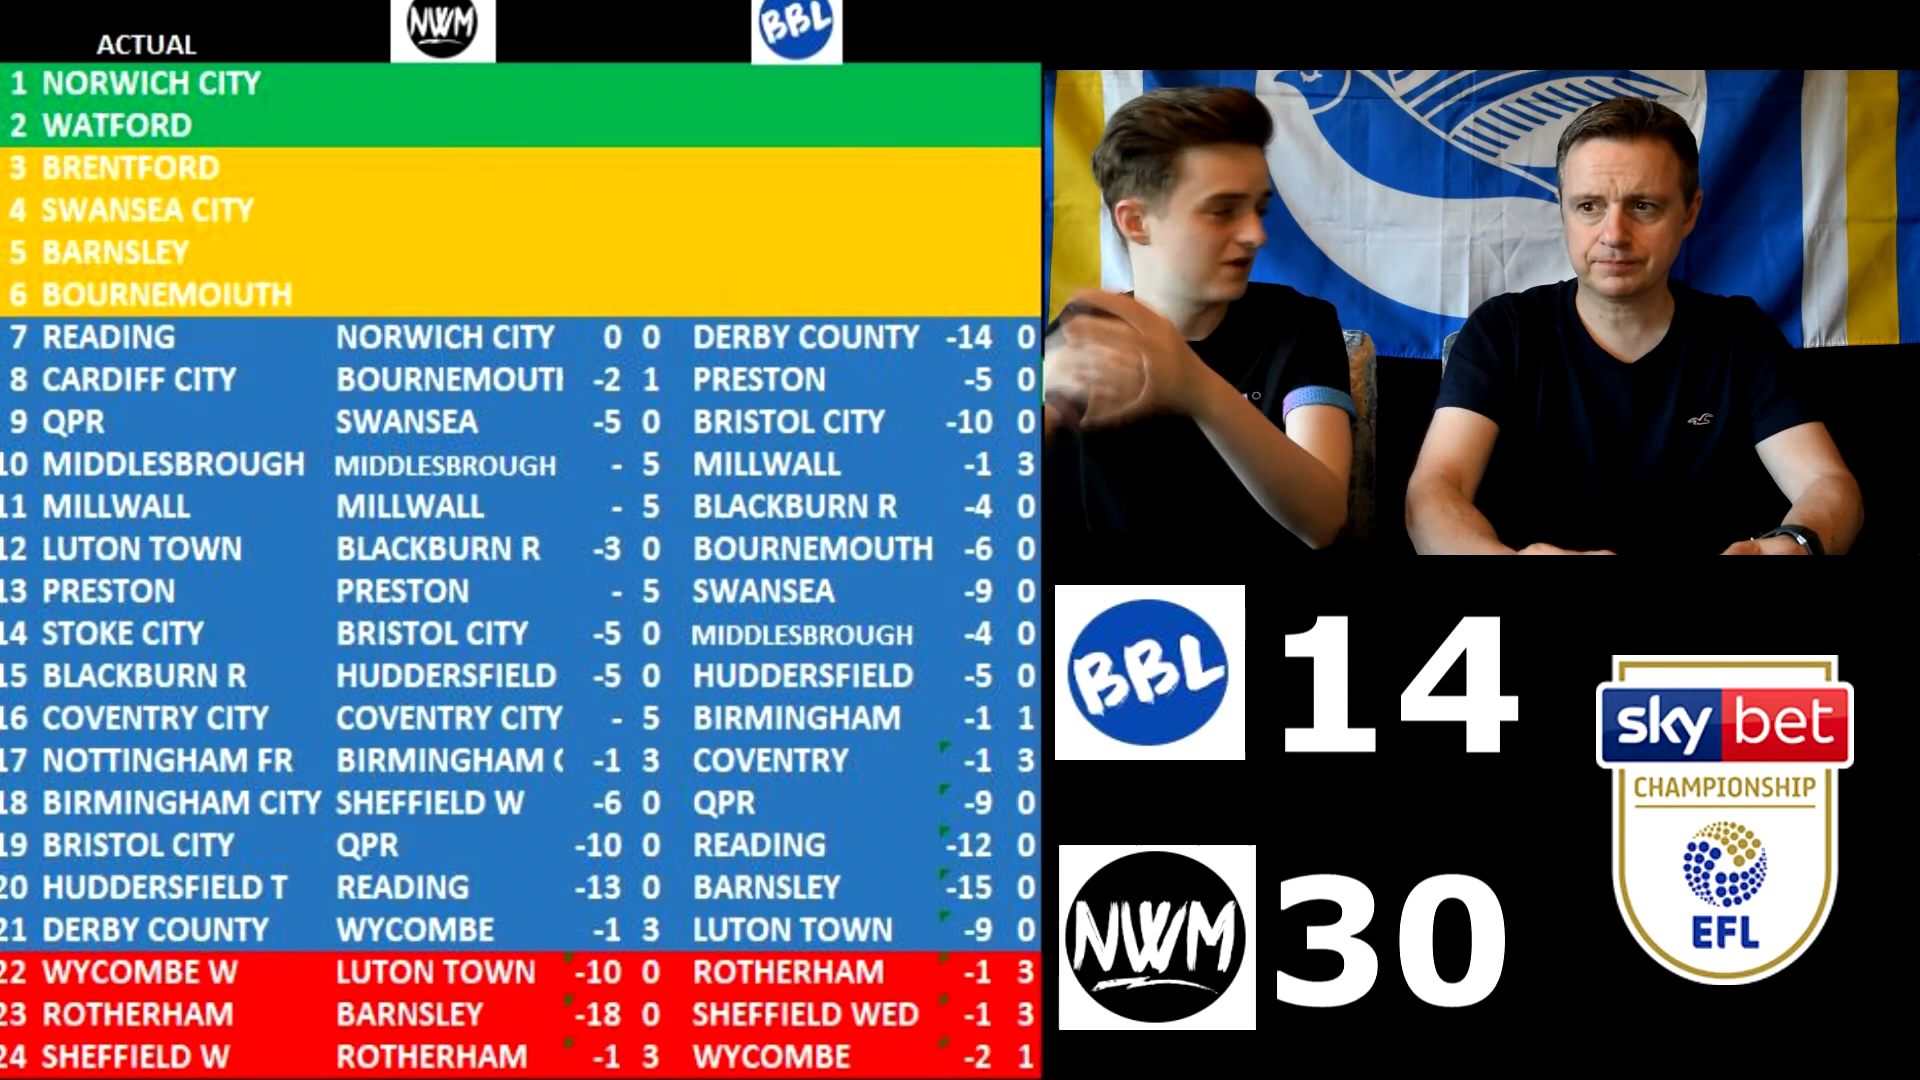 ACTUAL NWM BBL
1 NORWICH CITY
2 WATFORD
3 BRENTFORD
4 SWANSEA CITY
5 BARNSLEY
6 BOURNEMOIUTH
7 READING NORWICH CITY 0 0 DERBY COUNTY -14 0
8 CARDIFF CITY BOURNEMOUTH -2 1 PRESTON -5 0
9 QPR SWANSEA -5 0 BRISTOL CITY -10 0
10 MIDDLESBROUGH MIDDLESBROUGH - 5 MILLWALL -1 3
11 MILLWALL MILLWALL - 5 BLACKBURN R -4 0
12 LUTON TOWN BLACKBURN R -3 0 BOURNEMOUTH -6 0
13 PRESTON PRESTON - 5 SWANSEA -9 0
14 STOKE CITY BRISTOL CITY -5 0 MIDDLESBROUGH -4 0
15 BLACKBURN R HUDDERSFIELD -5 0 HUDDERSFIELD -5 0
16 COVENTRY CITY COVENTRY CITY - 5 BIRMINGHAM -1 1
17 NOTTINGHAM FR BIRMINGHAM C -1 3 COVENTRY -1 3
18 BIRMINGHAM CITY SHEFFIELD W -6 0 QPR -9 0
19 BRISTOL CITY QPR -10 0 READING -12 0
20 HUDDERSFIELD T READING -13 0 BARNSLEY -15 0
21 DERBY COUNTY WYCOMBE -1 3 LUTON TOWN -9 0
22 WYCOMBE W LUTON TOWN -10 0 ROTHERHAM -1 3
23 ROTHERHAM BARNSLEY -18 0 SHEFFIELD WED -1 3
24 SHEFFIELD W ROTHERHAM -1 3 WYCOMBE -2 1
BBL 14
NWM 30
sky bet
CHAMPIONSHIP
EFL